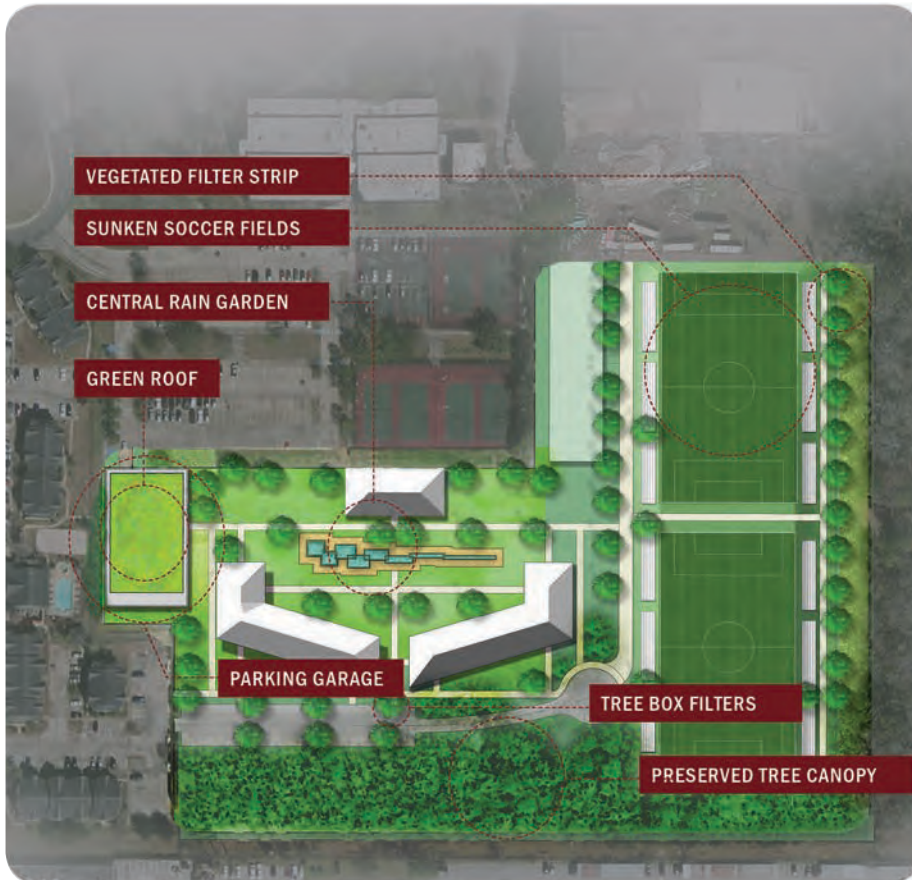 VEGETATED FILTER STRIP
SUNKEN SOCCER FIELDS
CENTRAL RAIN GARDEN
GREEN ROOF
PARKING GARAGE
TREE BOX FILTERS
PRESERVED TREE CANOPY